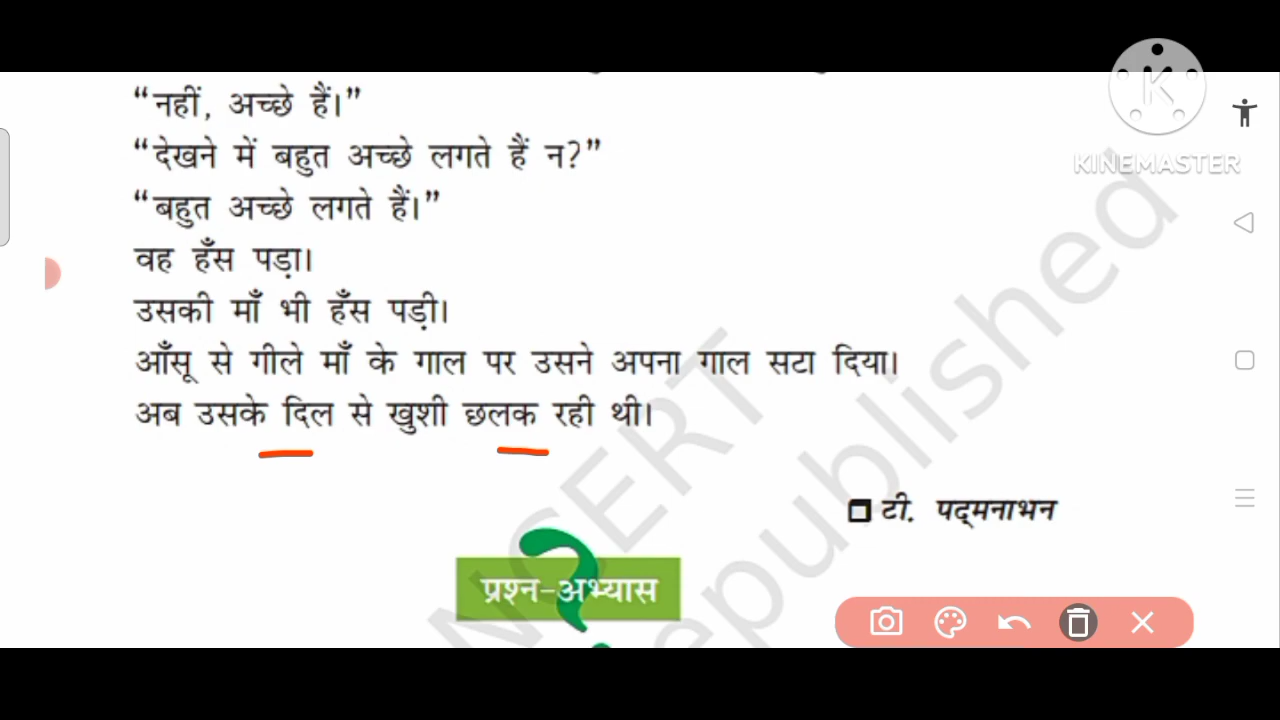 “नहीं, अच्छे हैं।”
“देखने में बहुत अच्छे लगते हैं न?”
“बहुत अच्छे लगते हैं।”
वह हँस पड़ा।
उसकी माँ भी हँस पड़ी।
आँसू से गीले माँ के गाल पर उसने अपना गाल सटा दिया।
अब उसके दिल से खुशी छलक रही थी।
टी. पद्मनाभन
प्रश्न-अभ्यास
?
K
KINEMASTER
NCERT
republished